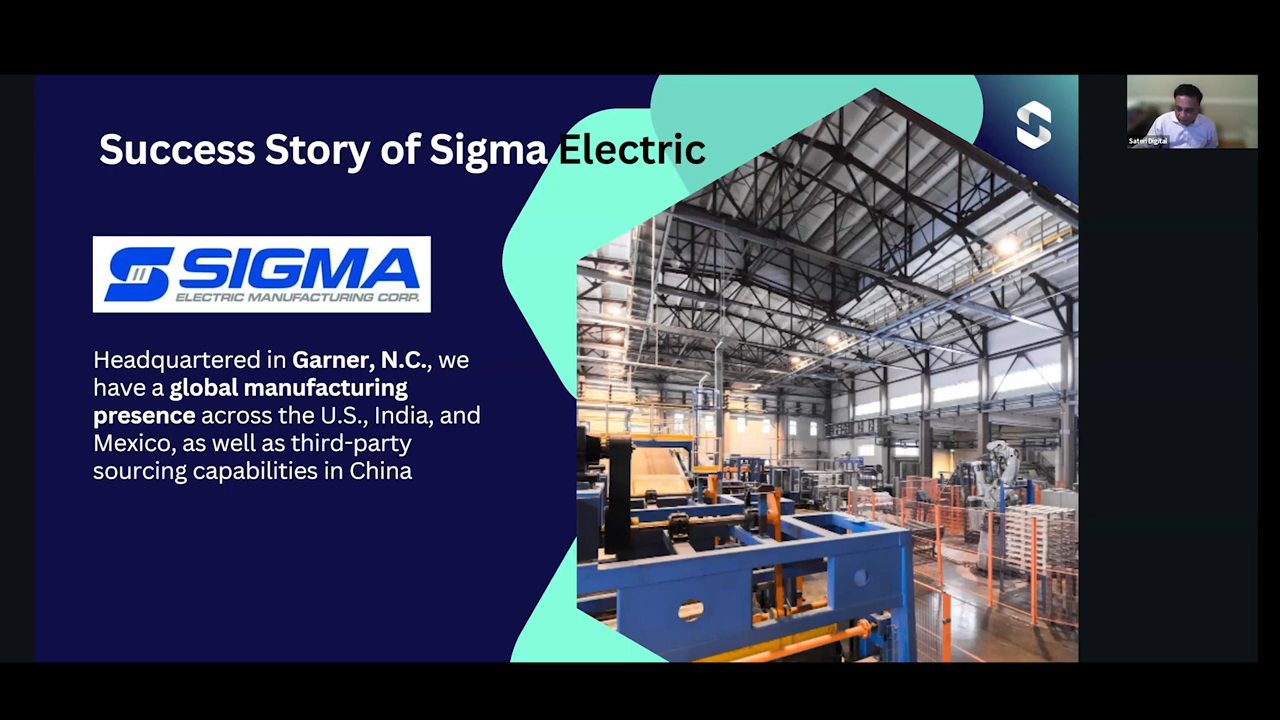 Success Story of Sigma Electric
SIGMA
ELECTRIC MANUFACTURING CORP.
Headquartered in Garner, N.C., we
have a global manufacturing
presence across the U.S., India, and
Mexico, as well as third-party
sourcing capabilities in China
Sateri Digital